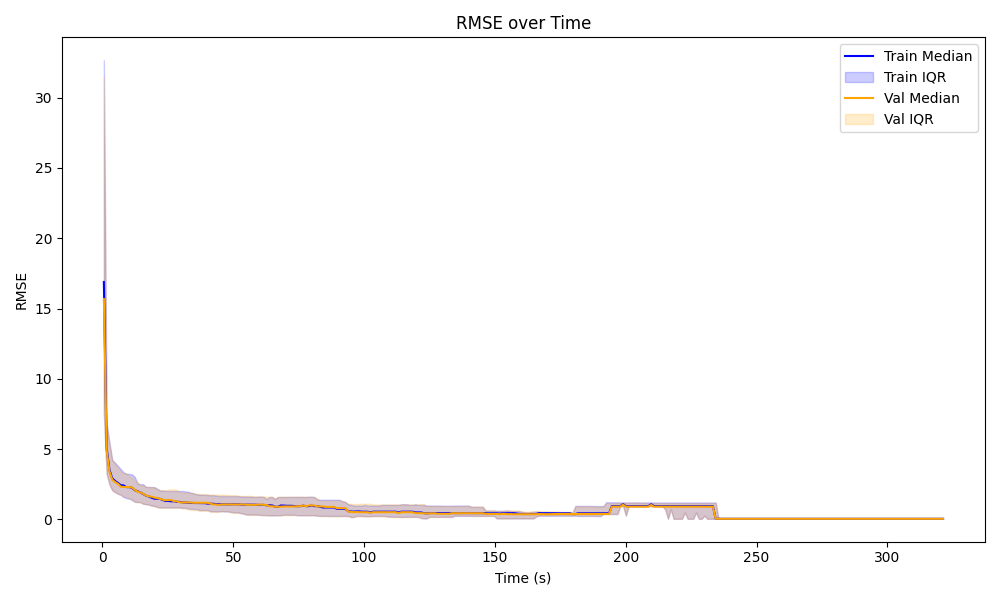 RMSE over Time
Train Median
Train IQR
Val Median
Val IQR
RMSE
30
25
20
15
10
5
0
0 50 100 150 200 250 300
Time (s)